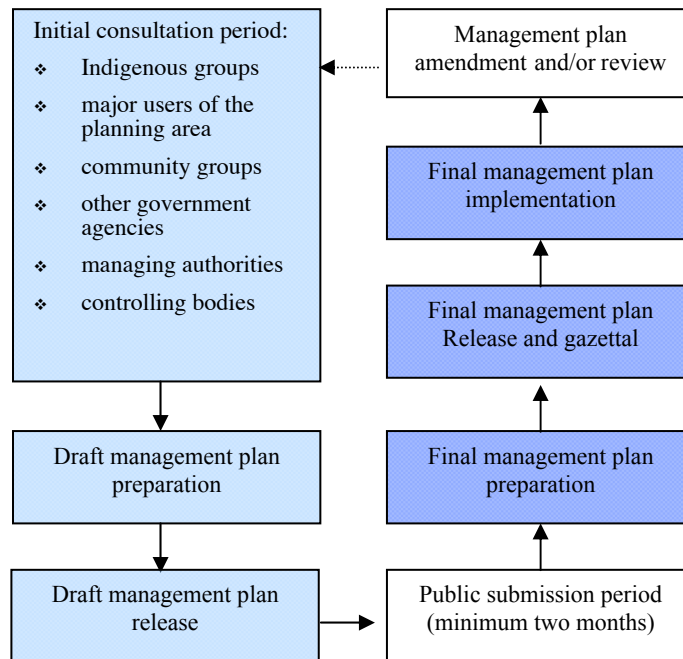 Initial consultation period:
❖ Indigenous groups
❖ major users of the
planning area
❖ community groups
❖ other government
agencies
❖ managing authorities
❖ controlling bodies
Draft management plan
preparation
Draft management plan
release
Public submission period
(minimum two months)
Final management plan
preparation
Final management plan
Release and gazettal
Final management plan
implementation
Management plan
amendment and/or review